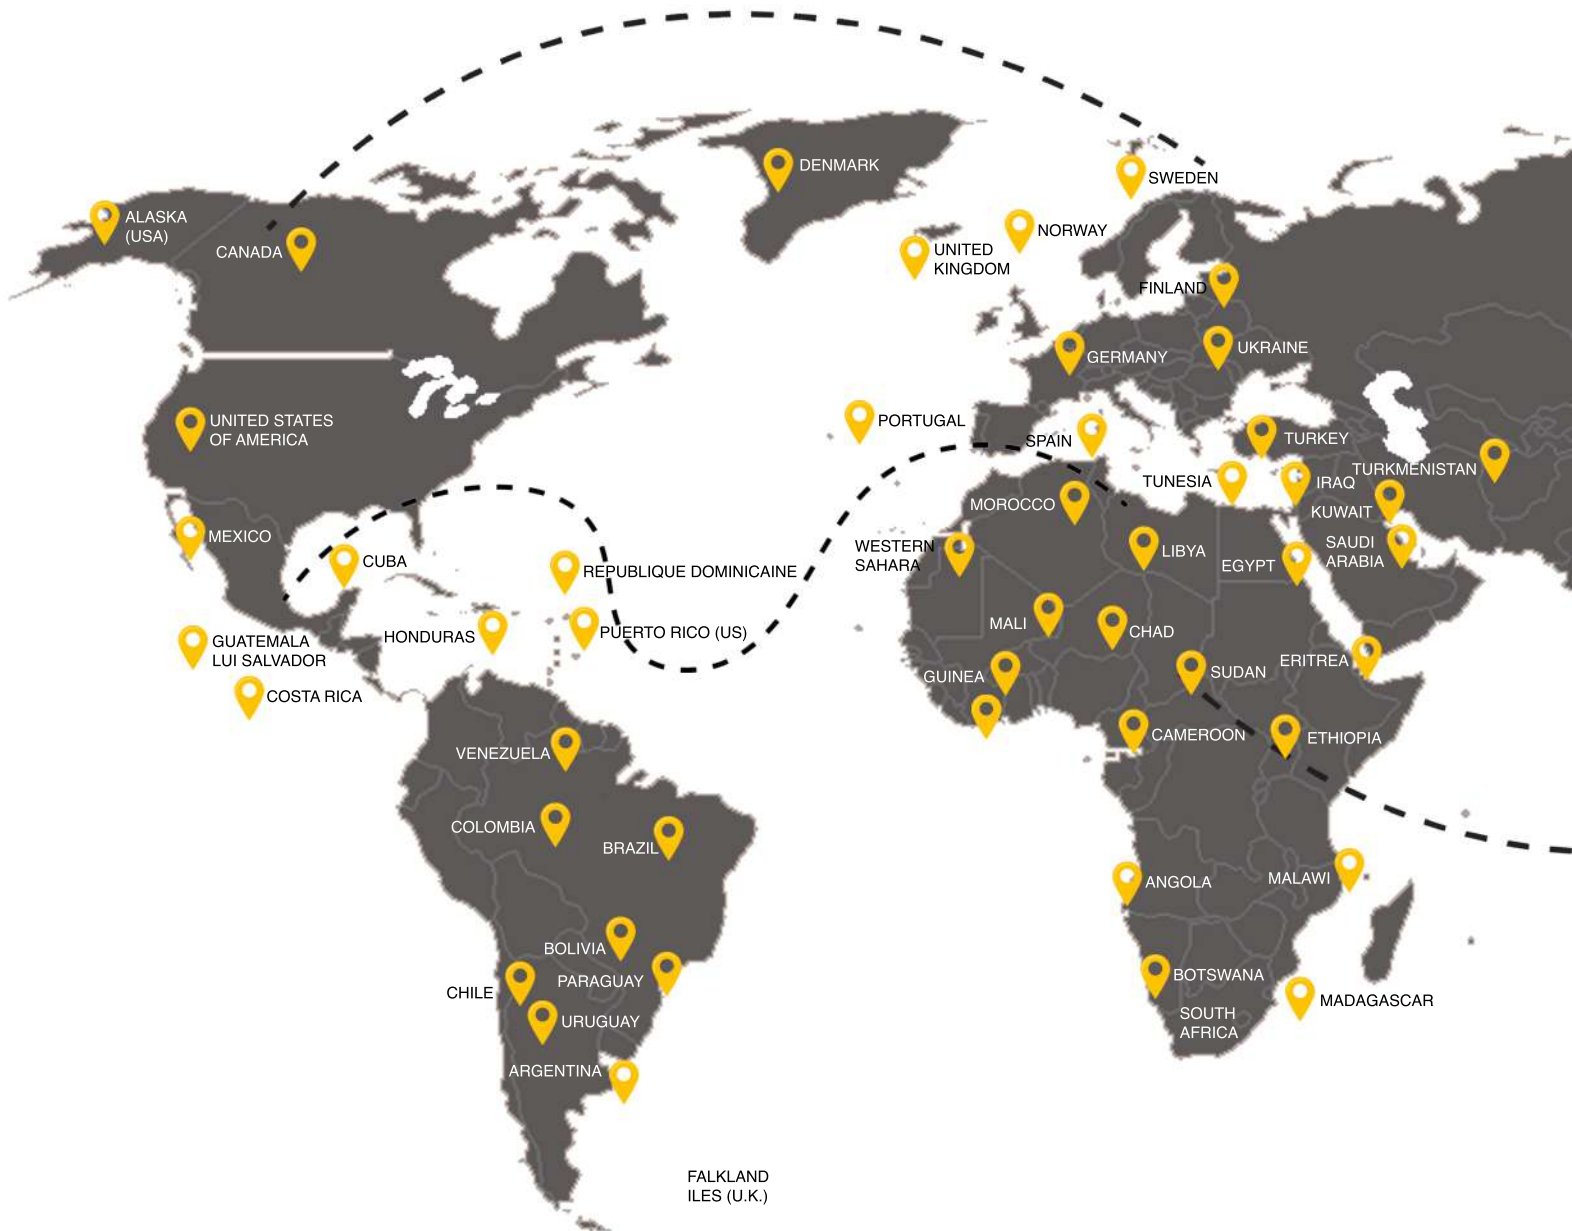 DENMARK
SWEDEN
ALASKA
(USA)
CANADA
NORWAY
UNITED
KINGDOM
FINLAND
GERMANY
UKRAINE
UNITED STATES
OF AMERICA
PORTUGAL
SPAIN
TURKEY
TURKMENISTAN
TUNESIA
IRAQ
MOROCCO
KUWAIT
MEXICO
CUBA
WESTERN
SAHARA
LIBYA
EGYPT
SAUDI
ARABIA
REPUBLIQUE DOMINICAINE
HONDURAS
PUERTO RICO (US)
MALI
CHAD
GUATEMALA
LUI SALVADOR
GUINEA
SUDAN
ERITREA
COSTA RICA
VENEZUELA
CAMEROON
ETHIOPIA
COLOMBIA
BRAZIL
ANGOLA
MALAWI
BOLIVIA
PARAGUAY
CHILE
BOTSWANA
MADAGASCAR
URUGUAY
SOUTH
AFRICA
ARGENTINA
FALKLAND
ILES (U.K.)